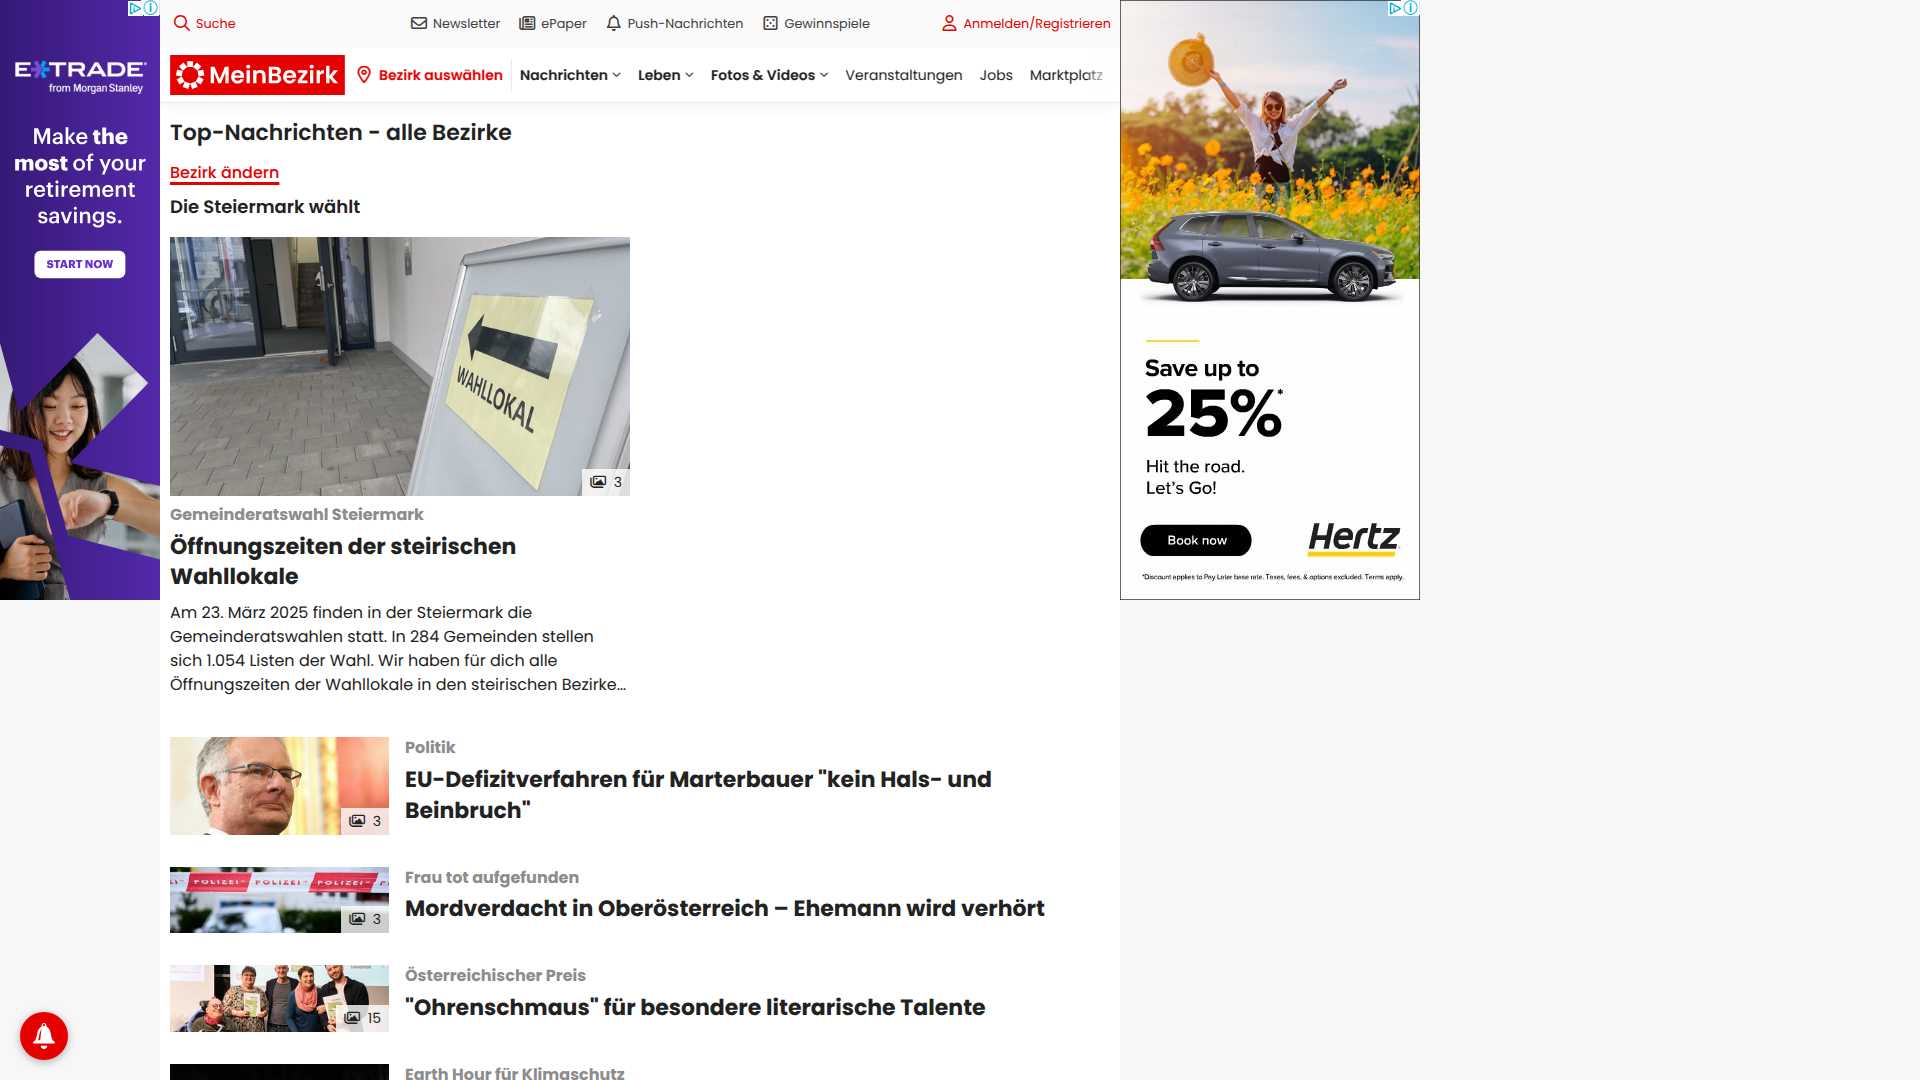 Suche
Newsletter
ePaper
Push-Nachrichten
Gewinnspiele
Anmelden/Registrieren
MeinBezirk
Bezirk auswählen
Nachrichten
Leben
Fotos & Videos
Veranstaltungen
Jobs
Marktplatz
E*TRADE
from Morgan Stanley
Make the
most of your
retirement
savings.
START NOW
Top-Nachrichten - alle Bezirke
Bezirk ändern
Die Steiermark wählt
WAHLLOKAL
3
Gemeinderatswahl Steiermark
Öffnungszeiten der steirischen
Wahllokale
Am 23. März 2025 finden in der Steiermark die
Gemeinderatswahlen statt. In 284 Gemeinden stellen
sich 1.054 Listen der Wahl. Wir haben für dich alle
Öffnungszeiten der Wahllokale in den steirischen Bezirke...
3
Politik
EU-Defizitverfahren für Marterbauer "kein Hals- und
Beinbruch"
POLIZEI POLIZEI POLIZEI
3
Frau tot aufgefunden
Mordverdacht in Oberösterreich – Ehemann wird verhört
15
Österreichischer Preis
"Ohrenschmaus" für besondere literarische Talente
Earth Hour für Klimaschutz
Save up to
25%*
Hit the road.
Let's Go!
Book now
Hertz
*Discount applies to Pay Later base rate. Taxes, fees, & options excluded. Terms apply.